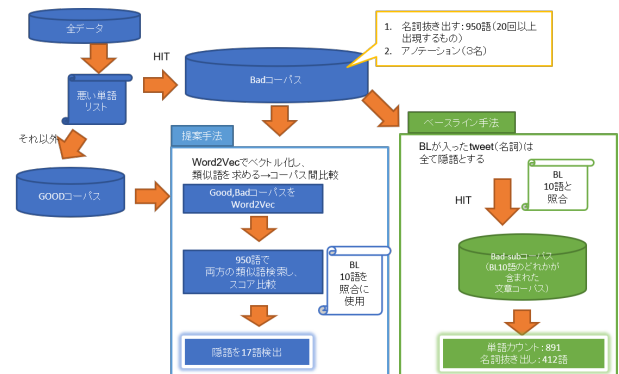 全データ
HIT
悪い単語
リスト
Badコーパス
1. 名詞抜き出す:950語(20回以上
出現するもの)
2. アノテーション(3名)
それ以外
GOODコーパス
提案手法
Word2Vecでベクトル化し、
類似語を求める→コーパス間比較
Good,Badコーパスを
Word2Vec
950語で
両方の類似語検索し、
スコア比較
BL
10語を
照合に
使用
隠語を17語検出
ベースライン手法
BLが入ったtweet(名詞)は
全て隠語とする
HIT
BL
10語と
照合
Bad-subコーパス
(BL10語のどれかが
含まれた
文章コーパス)
単語カウント:891
名詞抜き出し:412語